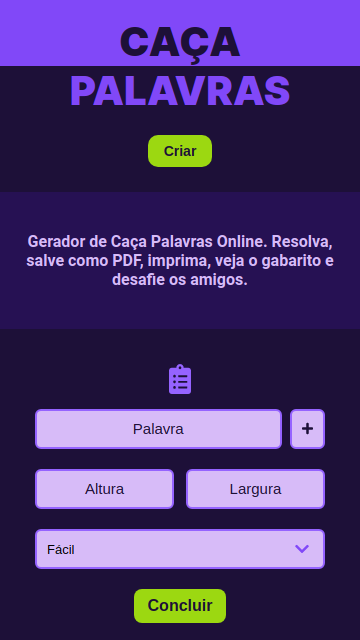 CAÇA
PALAVRAS
Criar
Gerador de Caça Palavras Online. Resolva,
salve como PDF, imprima, veja o gabarito e
desafie os amigos.
Palavra
+
Altura
Largura
Fácil
Concluir